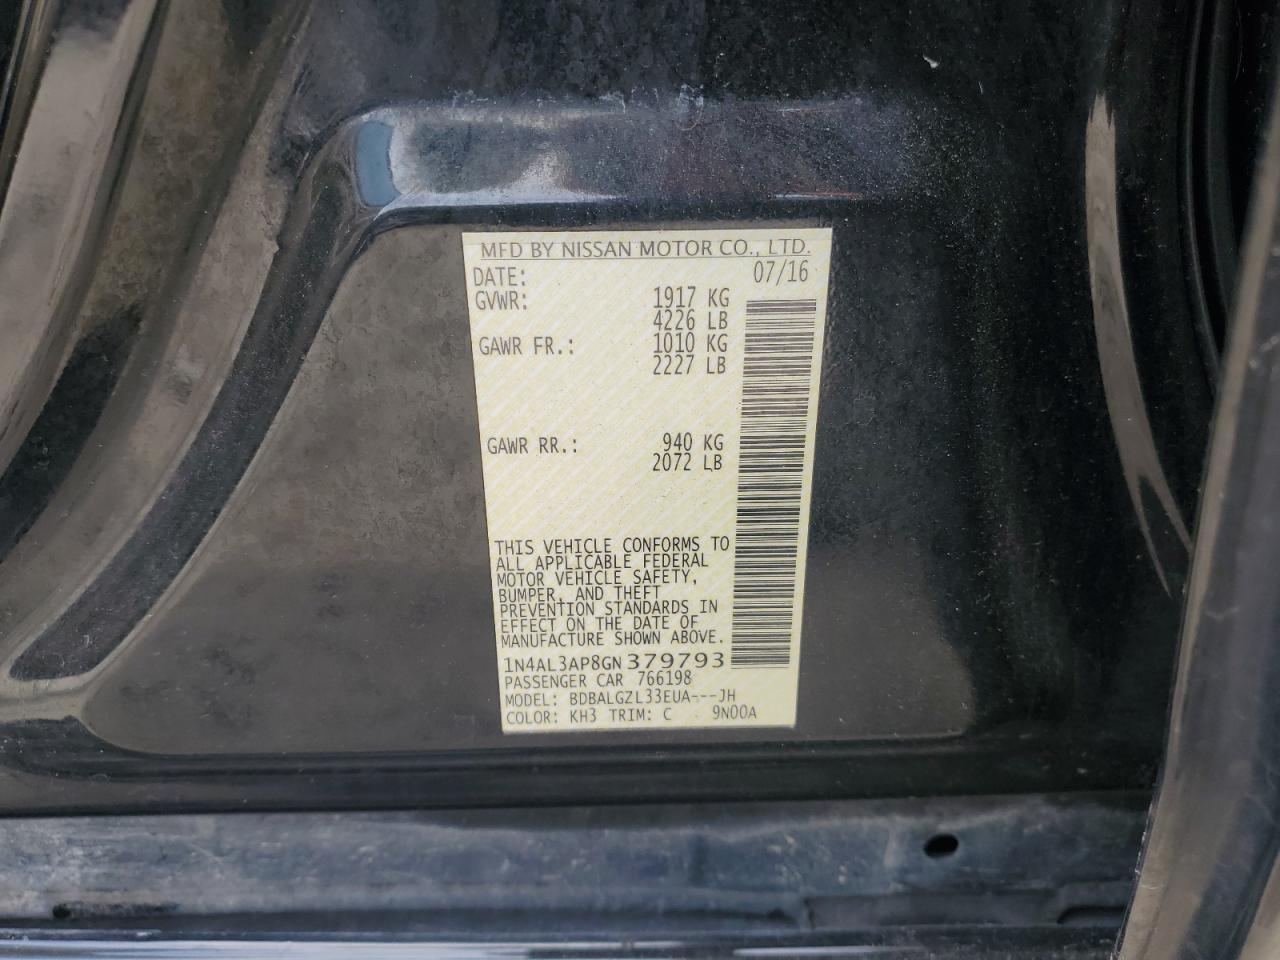 MFD BY NISSAN MOTOR CO., LTD.
DATE: 07/16
GVWR: 1917 KG
4226 LB
GAWR FR.: 1010 KG
2227 LB
GAWR RR.: 940 KG
2072 LB
THIS VEHICLE CONFORMS TO
ALL APPLICABLE FEDERAL
MOTOR VEHICLE SAFETY,
BUMPER, AND THEFT
PREVENTION STANDARDS IN
EFFECT ON THE DATE OF
MANUFACTURE SHOWN ABOVE.
1N4AL3AP8GN379793
PASSENGER CAR 766198
MODEL: BDBALGZL33EUA---JH
COLOR: KH3 TRIM: C 9N00A